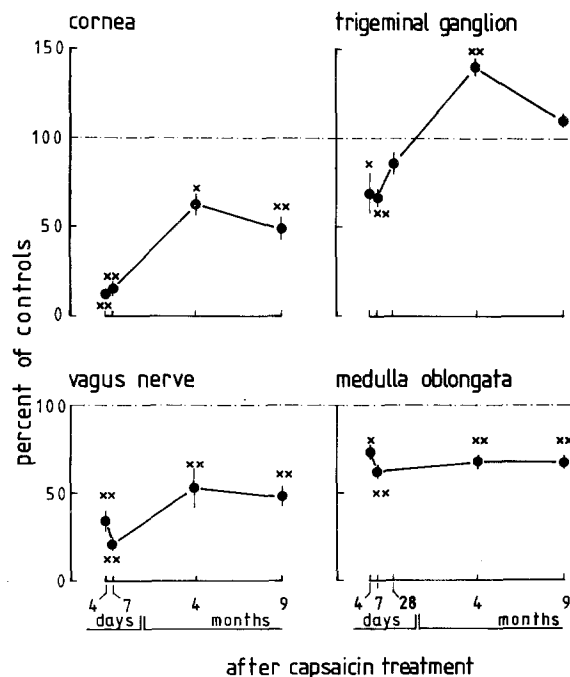 cornea
trigeminal ganglion
150
100
50
0
percent of controls
xx
xx
x
xx
x
xx
xx
vagus nerve
medulla oblongata
100
50
0
xx
xx
xx
xx
x
xx
xx
xx
4 7 4 9
days months
4 7 28 4 9
days months
after capsaicin treatment